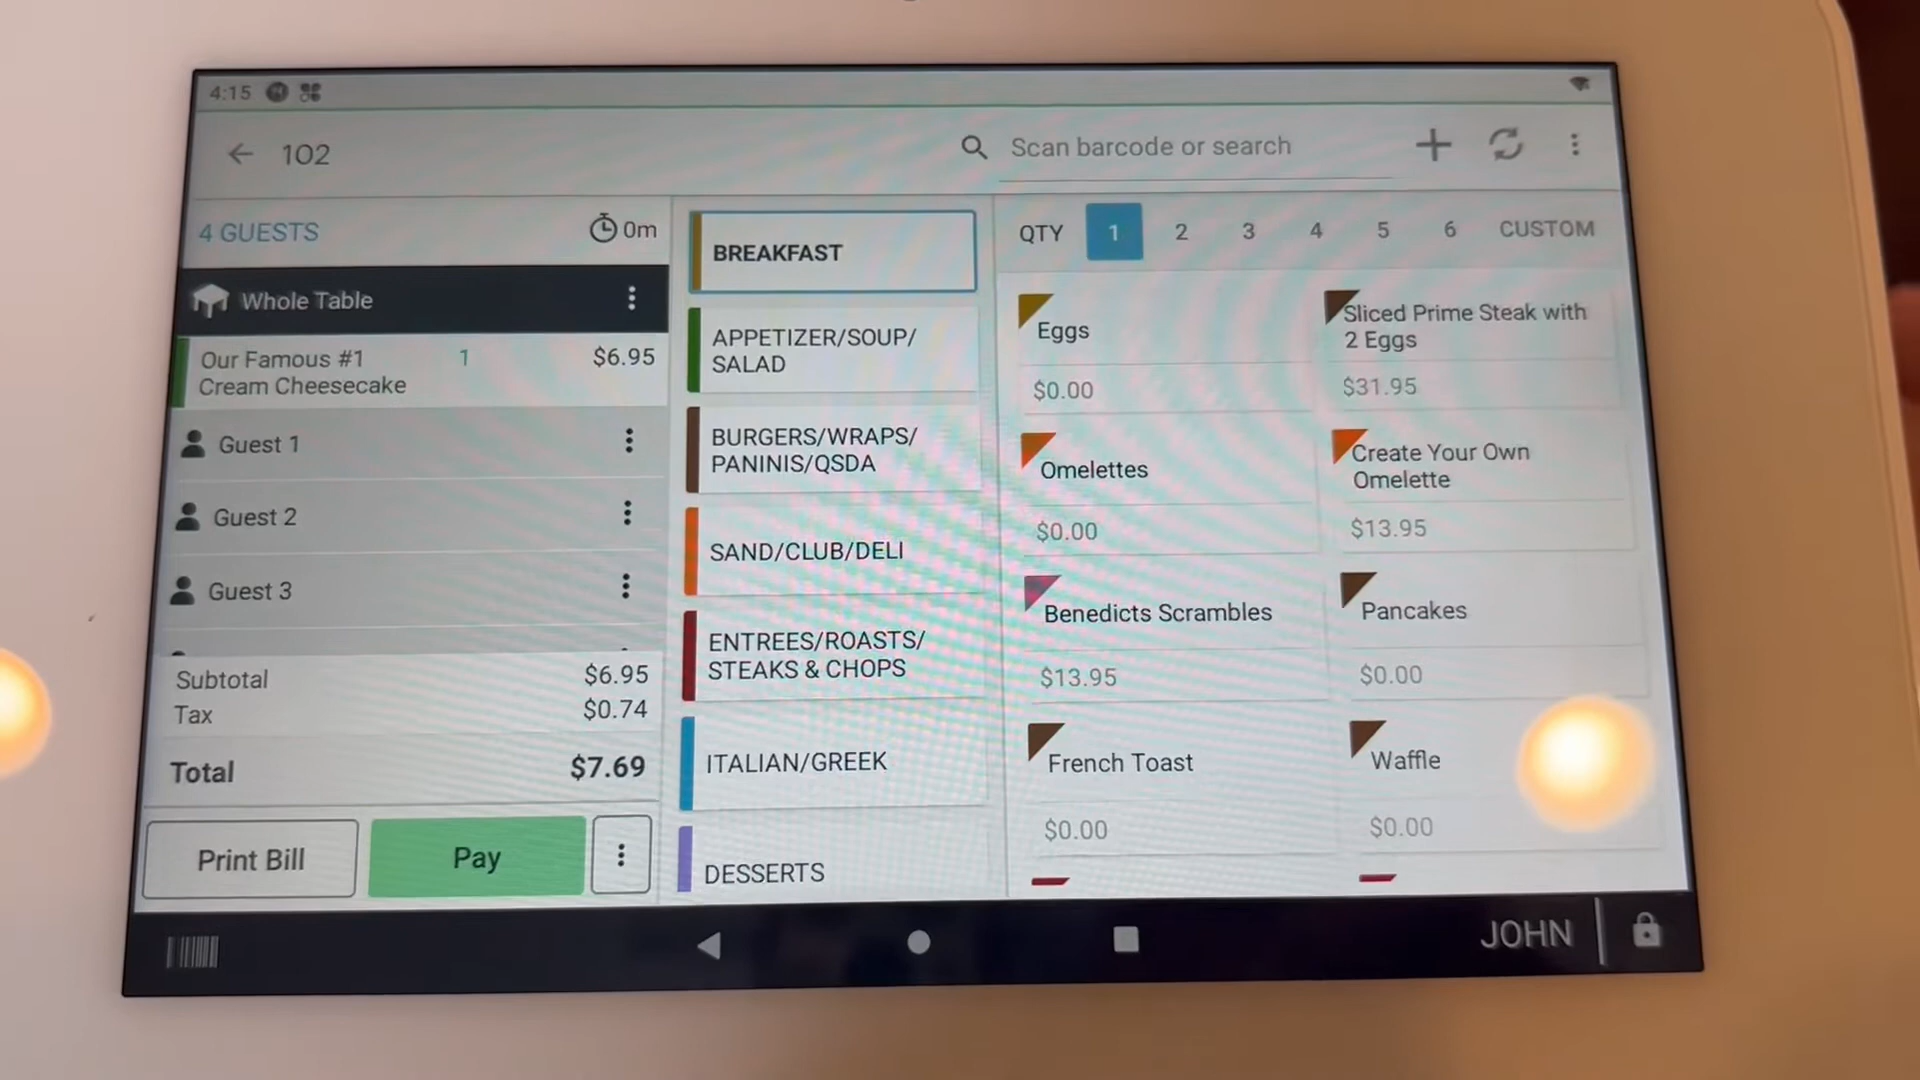 4:15
102
Scan barcode or search
4 GUESTS
0m
Whole Table
Our Famous #1
Cream Cheesecake
1
$6.95
Guest 1
Guest 2
Guest 3
Subtotal
$6.95
Tax
$0.74
Total
$7.69
Print Bill
Pay
BREAKFAST
APPETIZER/SOUP/
SALAD
BURGERS/WRAPS/
PANINIS/QSDA
SAND/CLUB/DELI
ENTREES/ROASTS/
STEAKS & CHOPS
ITALIAN/GREEK
DESSERTS
QTY
1
2
3
4
5
6
CUSTOM
Eggs
$0.00
Sliced Prime Steak with
2 Eggs
$31.95
Omelettes
$0.00
Create Your Own
Omelette
$13.95
Benedicts Scrambles
$13.95
Pancakes
$0.00
French Toast
$0.00
Waffle
$0.00
JOHN